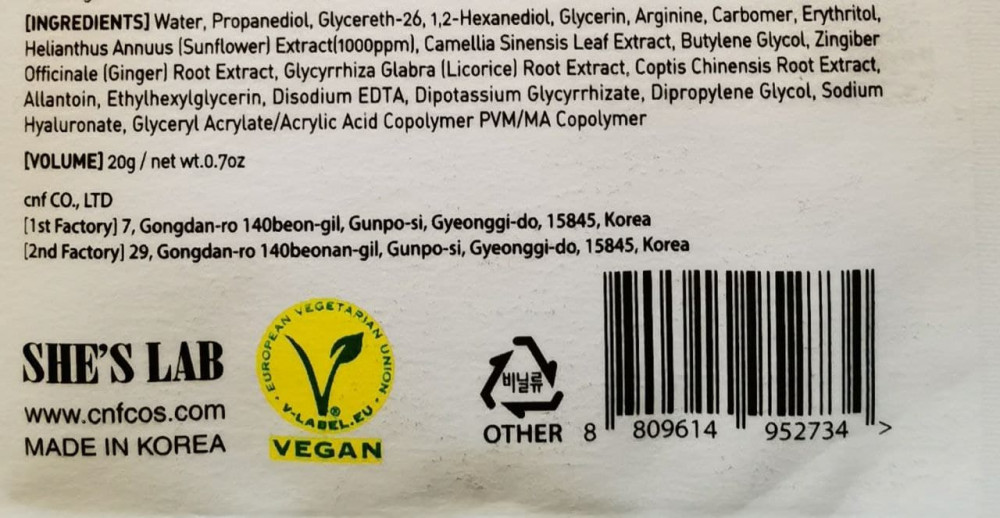 [INGREDIENTS] Water, Propanediol, Glycereth-26, 1,2-Hexanediol, Glycerin, Arginine, Carbomer, Erythritol,
Helianthus Annuus (Sunflower) Extract(1000ppm), Camellia Sinensis Leaf Extract, Butylene Glycol, Zingiber
Officinale (Ginger) Root Extract, Glycyrrhiza Glabra (Licorice) Root Extract, Coptis Chinensis Root Extract,
Allantoin, Ethylhexylglycerin, Disodium EDTA, Dipotassium Glycyrrhizate, Dipropylene Glycol, Sodium
Hyaluronate, Glyceryl Acrylate/Acrylic Acid Copolymer PVM/MA Copolymer
[VOLUME] 20g / net wt.0.7oz
cnf CO., LTD
[1st Factory] 7, Gongdan-ro 140beon-gil, Gunpo-si, Gyeonggi-do, 15845, Korea
[2nd Factory] 29, Gongdan-ro 140beonan-gil, Gunpo-si, Gyeonggi-do, 15845, Korea
SHE'S LAB
www.cnfcos.com
MADE IN KOREA
EUROPEAN VEGETARIAN UNION
V-LABEL.EU ®
VEGAN
비닐류
OTHER
8 809614 952734 >